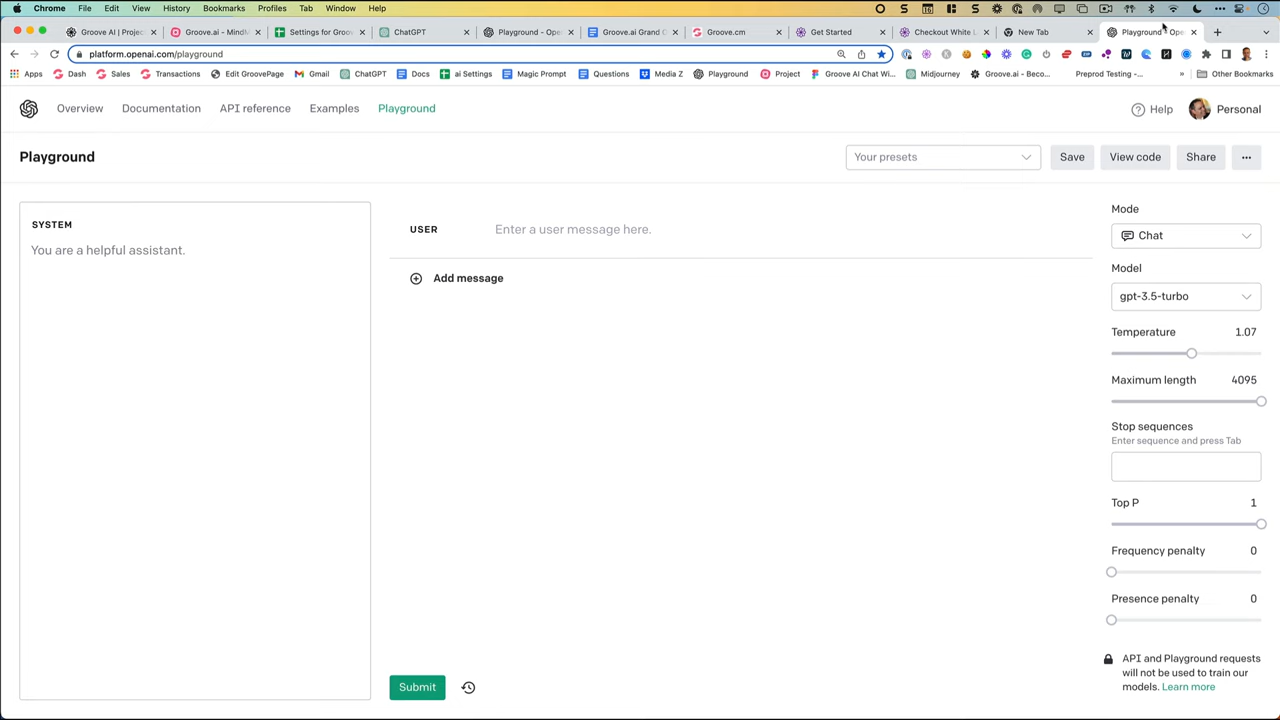 Chrome File Edit View History Bookmarks Profiles Tab Window Help
Groove AI | Projec
Groove.ai - MindM
Settings for Groov
ChatGPT
Playground - Open
Groove.ai Grand O
Groove.cm
Get Started
Checkout White L
New Tab
Playground - Open
platform.openai.com/playground
Apps Dash Sales Transactions Edit GroovePage Gmail ChatGPT Docs ai Settings Magic Prompt Questions Media Z Playground Project Groove AI Chat Wi... Midjourney Groove.ai - Beco... Preprod Testing -... » Other Bookmarks
Overview Documentation API reference Examples Playground Help Personal
Playground
Your presets
Save View code Share
SYSTEM
You are a helpful assistant.
USER Enter a user message here.
Add message
Submit
Mode
Chat
Model
gpt-3.5-turbo
Temperature 1.07
Maximum length 4095
Stop sequences
Enter sequence and press Tab
Top P 1
Frequency penalty 0
Presence penalty 0
API and Playground requests
will not be used to train our
models. Learn more